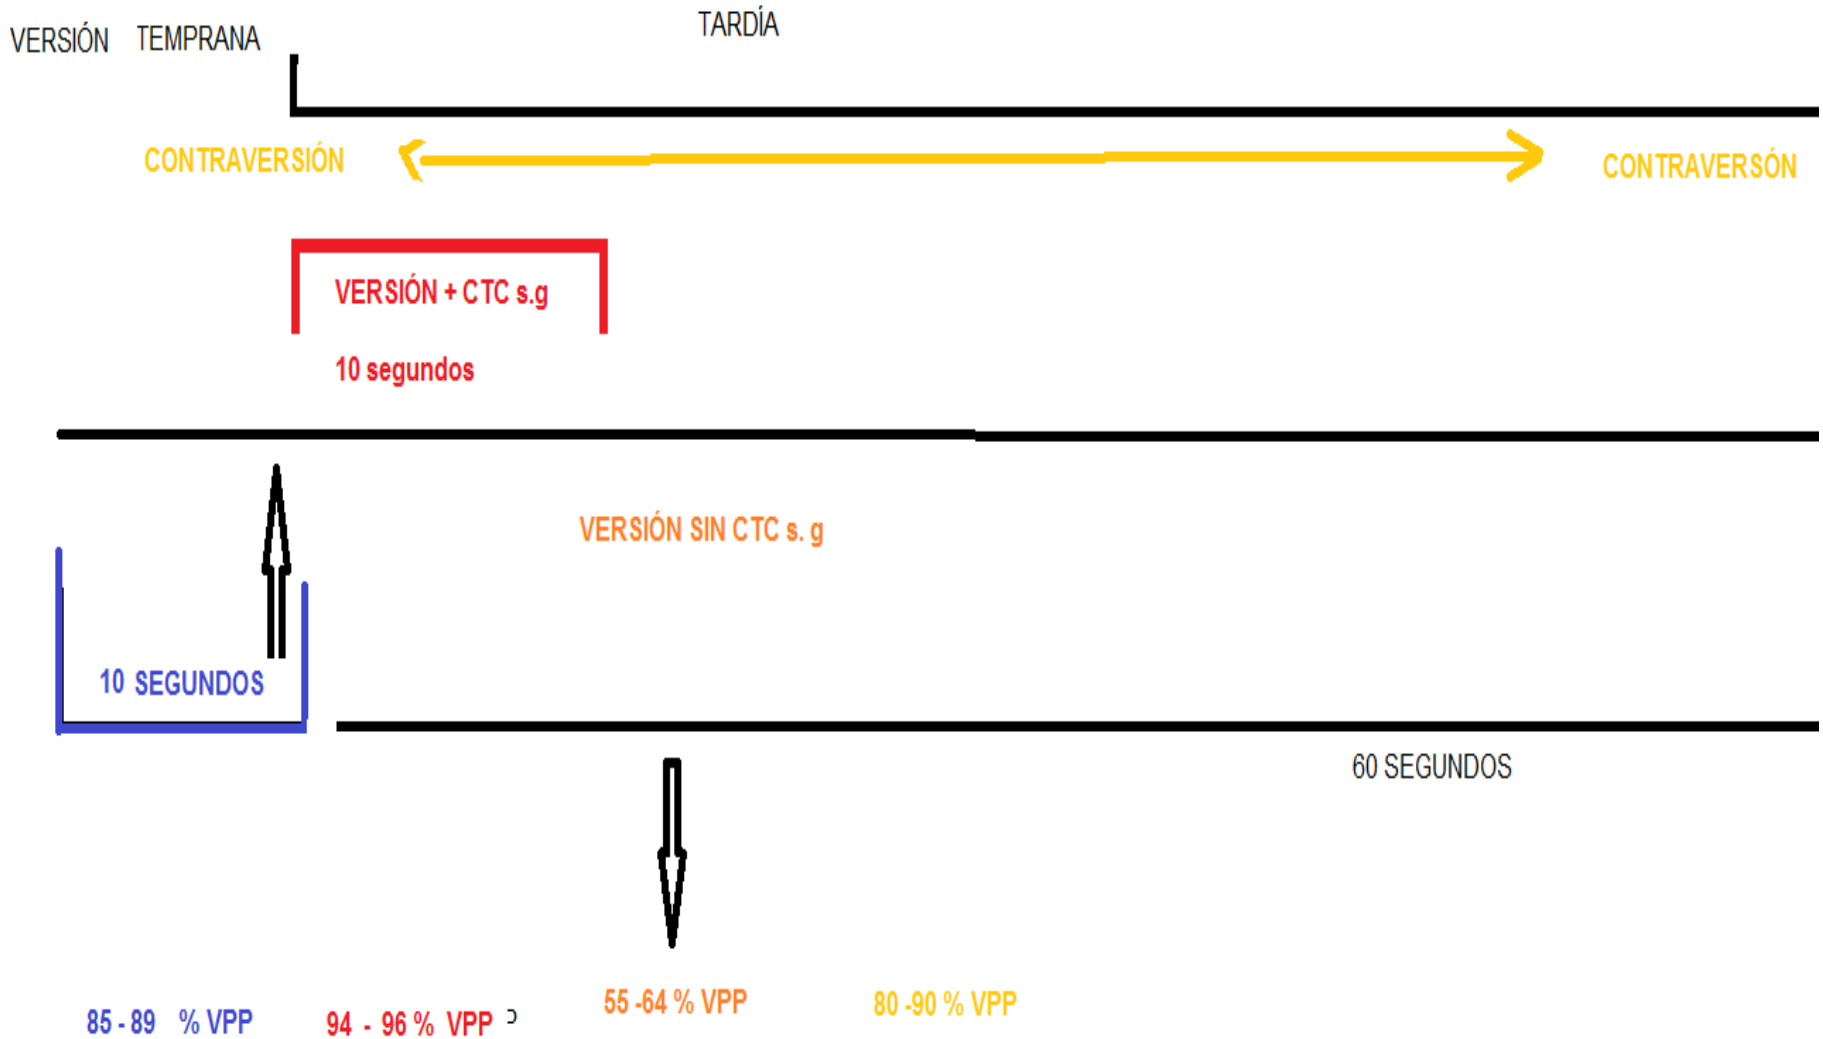 VERSIÓN TEMPRANA TARDÍA
CONTRAVERSIÓN CONTRAVERSÓN
VERSIÓN + CTC s.g
10 segundos
VERSIÓN SIN CTC s. g
10 SEGUNDOS
60 SEGUNDOS
85 - 89 % VPP 94 - 96 % VPP 55 -64 % VPP 80 -90 % VPP